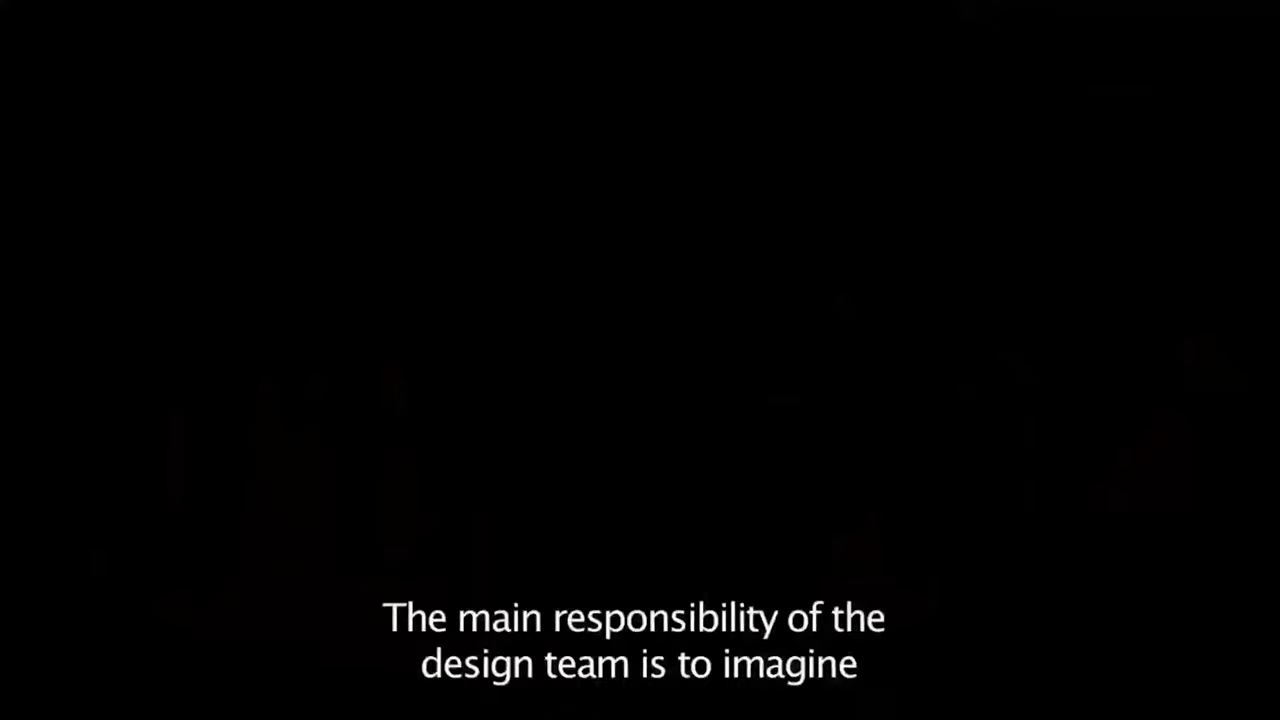 The main responsibility of the
design team is to imagine